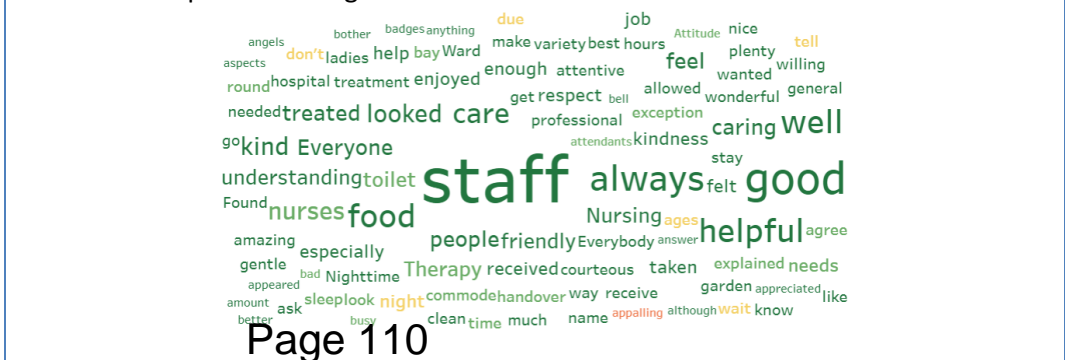 due job
angels bother badges anything make variety best hours Attitude nice tell
aspects don't ladies help bay Ward enough attentive feel plenty willing
round hospital treatment enjoyed get respect bell allowed wanted wonderful general
needed treated looked care professional exception caring well
go kind Everyone attendants kindness stay
understanding toilet staff always felt good
Found nurses food Nursing ages helpful agree
amazing especially people friendly Everybody answer
gentle bad Nighttime Therapy received courteous taken explained needs
appeared sleep look night commode handover way receive garden appreciated like
amount better ask busy clean time much name appalling although wait know
Page 110